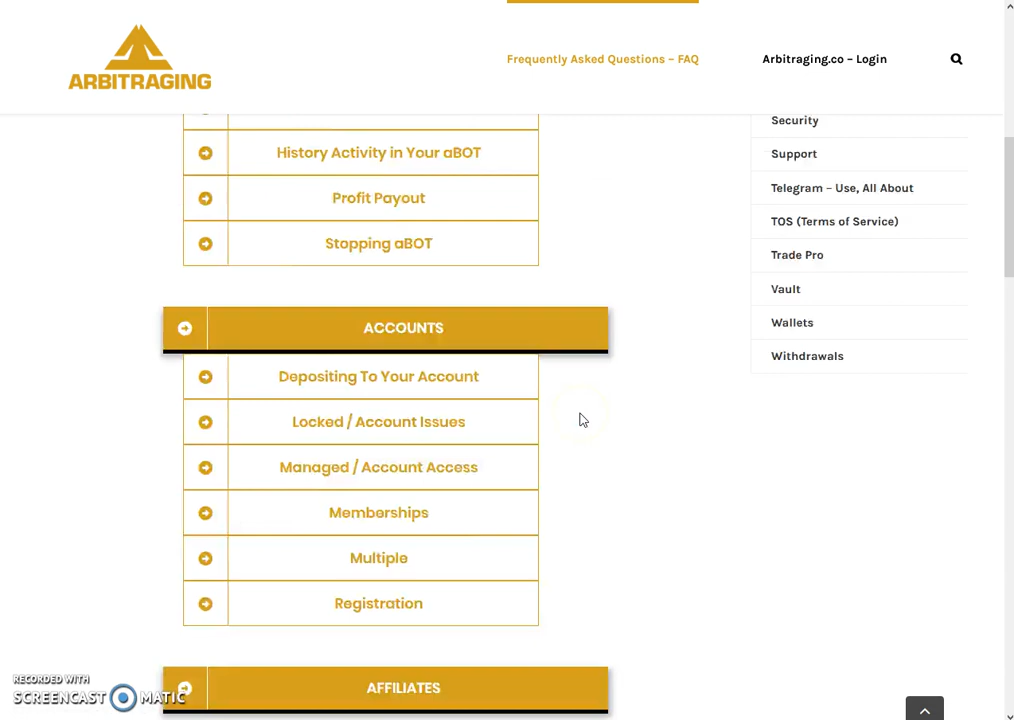 ARBITRAGING
Frequently Asked Questions – FAQ
Arbitraging.co – Login
History Activity in Your aBOT
Profit Payout
Stopping aBOT
ACCOUNTS
Depositing To Your Account
Locked / Account Issues
Managed / Account Access
Memberships
Multiple
Registration
AFFILIATES
Security
Support
Telegram – Use, All About
TOS (Terms of Service)
Trade Pro
Vault
Wallets
Withdrawals
RECORDED WITH
SCREENCAST MATIC